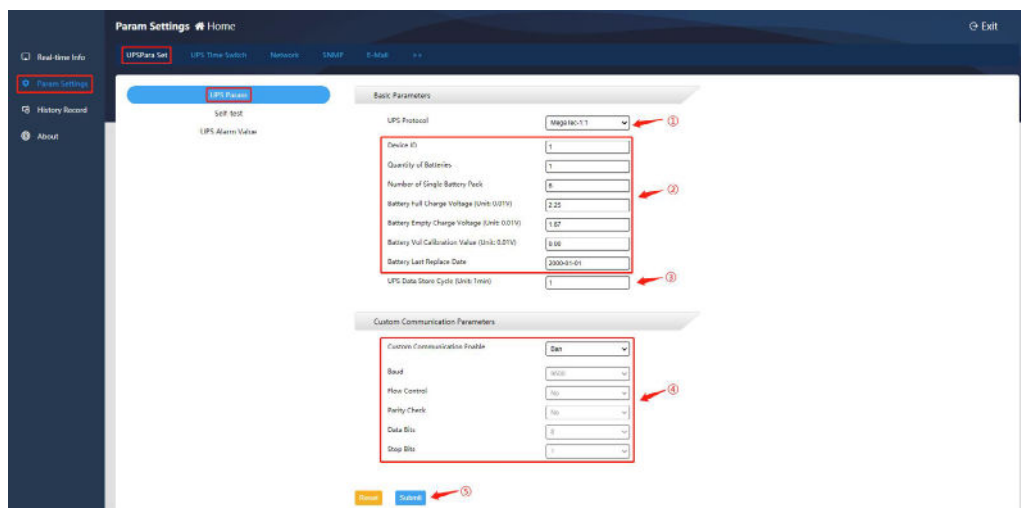 Param Settings Home
Exit
Real-time Info
Param Settings
History Record
About
UPSPara Set UPS Time Switch Network SNMP E-Mail >>
UPS Param
Self-test
UPS Alarm Value
Basic Parameters
UPS Protocol MegaTec-1:1 ①
Device ID 1
Quantity of Batteries 1
Number of Single Battery Pack 6
②
Battery Full Charge Voltage (Unit: 0.01V) 2.25
Battery Empty Charge Voltage (Unit: 0.01V) 1.67
Battery Vol Calibration Value (Unit: 0.01V) 0.00
Battery Last Replace Date 2000-01-01
UPS Data Store Cycle (Unit: 1min) 1 ③
Custom Communication Parameters
Custom Communication Enable Ban
Baud 9600
Flow Control No ④
Parity Check No
Data Bits 8
Stop Bits 1
Reset Submit ⑤